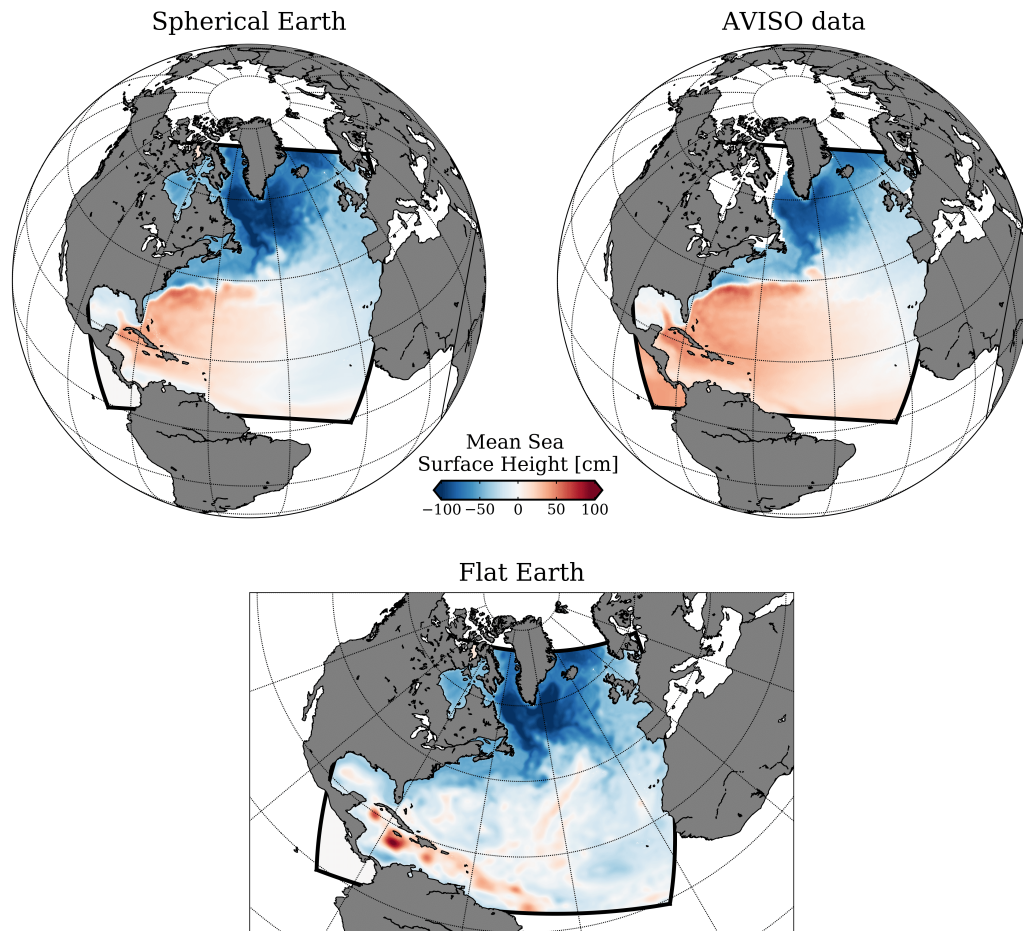 Spherical Earth
AVISO data
Mean Sea
Surface Height [cm]
−100 −50 0 50 100
Flat Earth